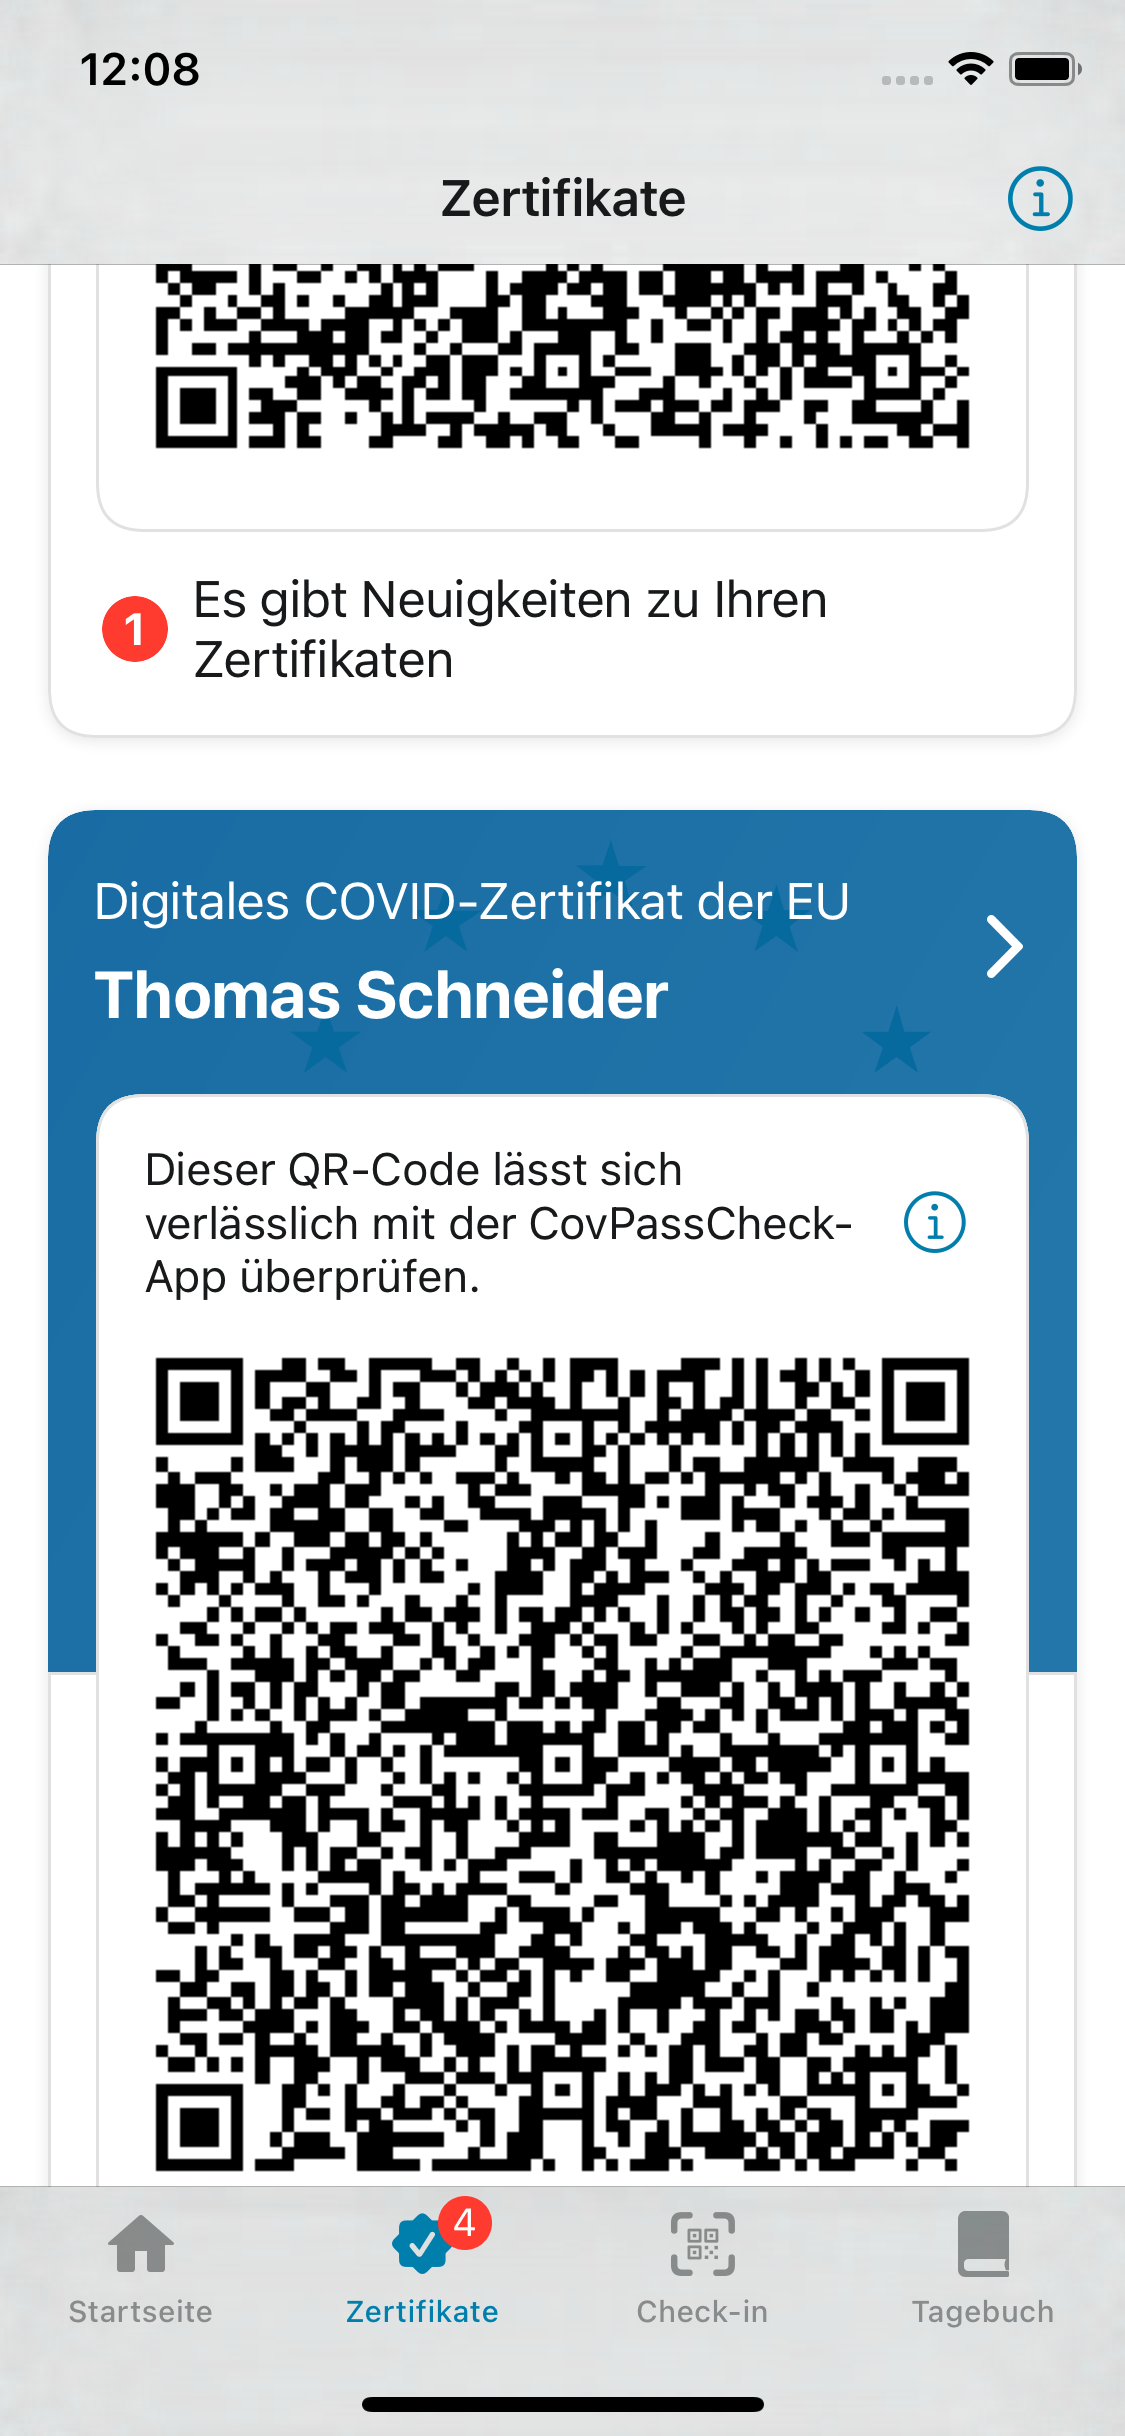 12:08
Zertifikate
1
Es gibt Neuigkeiten zu Ihren
Zertifikaten
Digitales COVID-Zertifikat der EU
Thomas Schneider
Dieser QR-Code lässt sich
verlässlich mit der CovPassCheck-
App überprüfen.
4
Startseite
Zertifikate
Check-in
Tagebuch